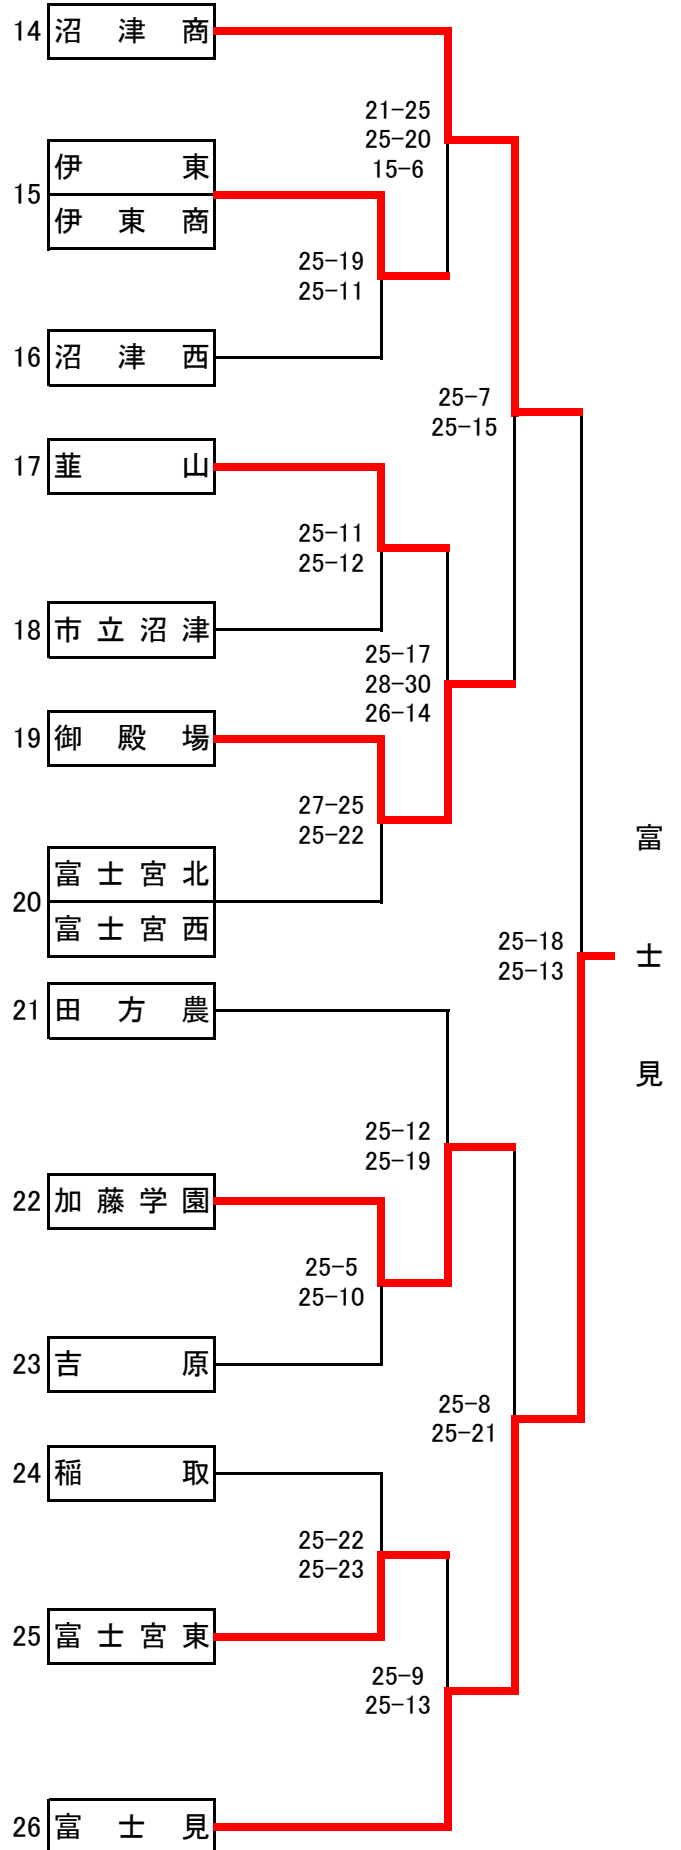 14 沼津商
21-25
25-20
15-6
15 伊東
伊東商
25-19
25-11
16 沼津西
25-7
25-15
17 韮山
25-11
25-12
18 市立沼津
25-17
28-30
26-14
19 御殿場
27-25
25-22
20 富士宮北
富士宮西
富士見
25-18
25-13
21 田方農
25-12
25-19
22 加藤学園
25-5
25-10
23 吉原
25-8
25-21
24 稲取
25-22
25-23
25 富士宮東
25-9
25-13
26 富士見